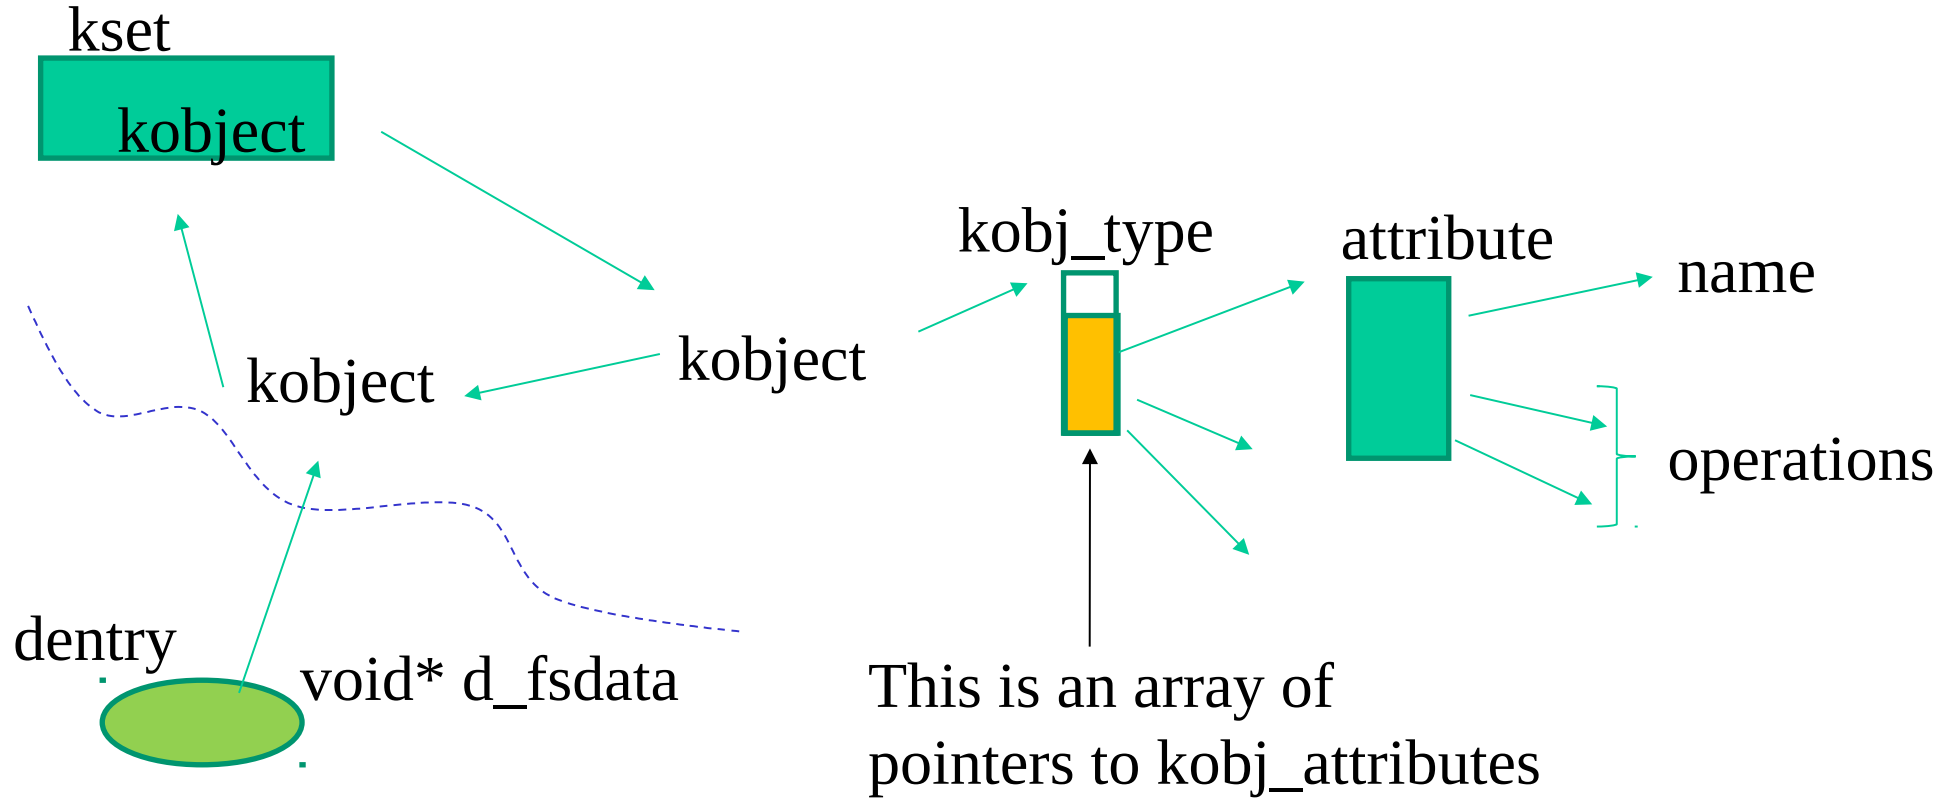 kset
kobject
kobj_type
attribute
name
kobject
kobject
operations
dentry
void* d_fsdata
This is an array of
pointers to kobj_attributes